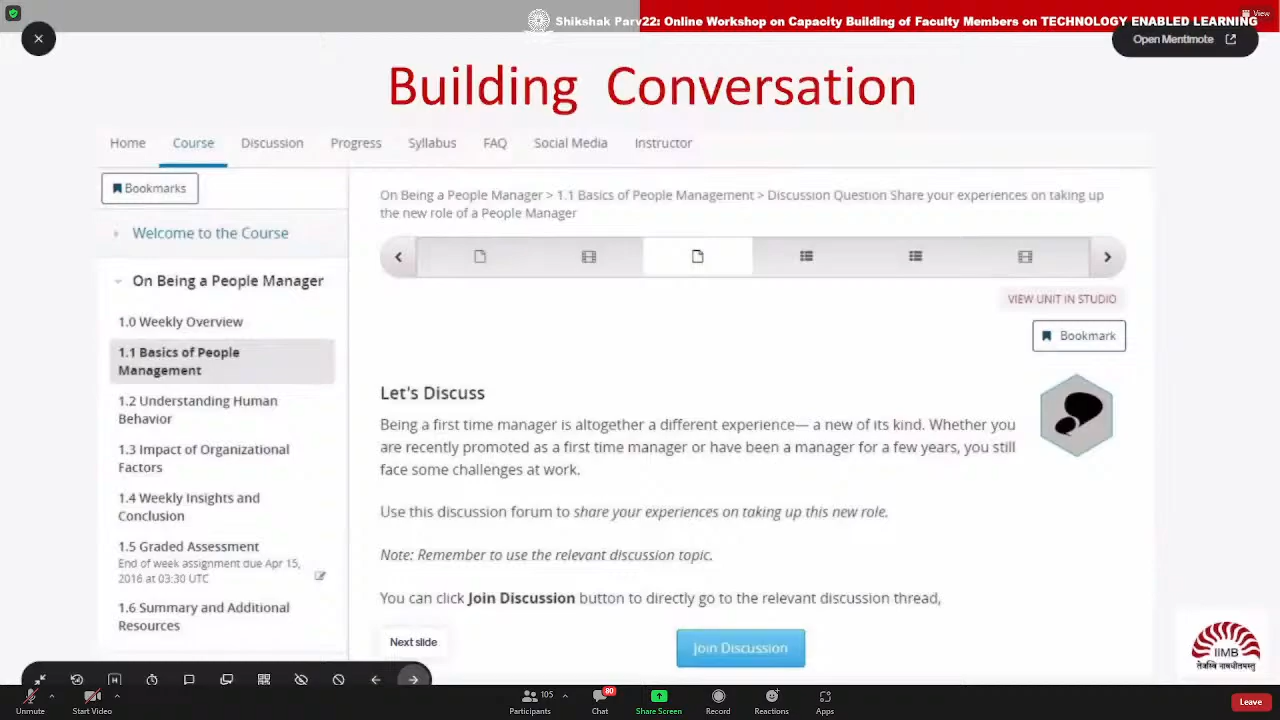 Shikshak Parv22: Online Workshop on Capacity Building of Faculty Members on TECHNOLOGY ENABLED LEARNING
View
Open Mentimote
Building Conversation
Home Course Discussion Progress Syllabus FAQ Social Media Instructor
Bookmarks
Welcome to the Course
On Being a People Manager
1.0 Weekly Overview
1.1 Basics of People
Management
1.2 Understanding Human
Behavior
1.3 Impact of Organizational
Factors
1.4 Weekly Insights and
Conclusion
1.5 Graded Assessment
End of week assignment due Apr 15,
2016 at 03:30 UTC
1.6 Summary and Additional
Resources
On Being a People Manager > 1.1 Basics of People Management > Discussion Question Share your experiences on taking up
the new role of a People Manager
VIEW UNIT IN STUDIO
Bookmark
Let's Discuss
Being a first time manager is altogether a different experience— a new of its kind. Whether you
are recently promoted as a first time manager or have been a manager for a few years, you still
face some challenges at work.
Use this discussion forum to share your experiences on taking up this new role.
Note: Remember to use the relevant discussion topic.
You can click Join Discussion button to directly go to the relevant discussion thread,
Next slide
Join Discussion
IIMB
तेजस्वि नावधीतमस्तु
Unmute
Start Video
105
Participants
80
Chat
Share Screen
Record
Reactions
Apps
Leave